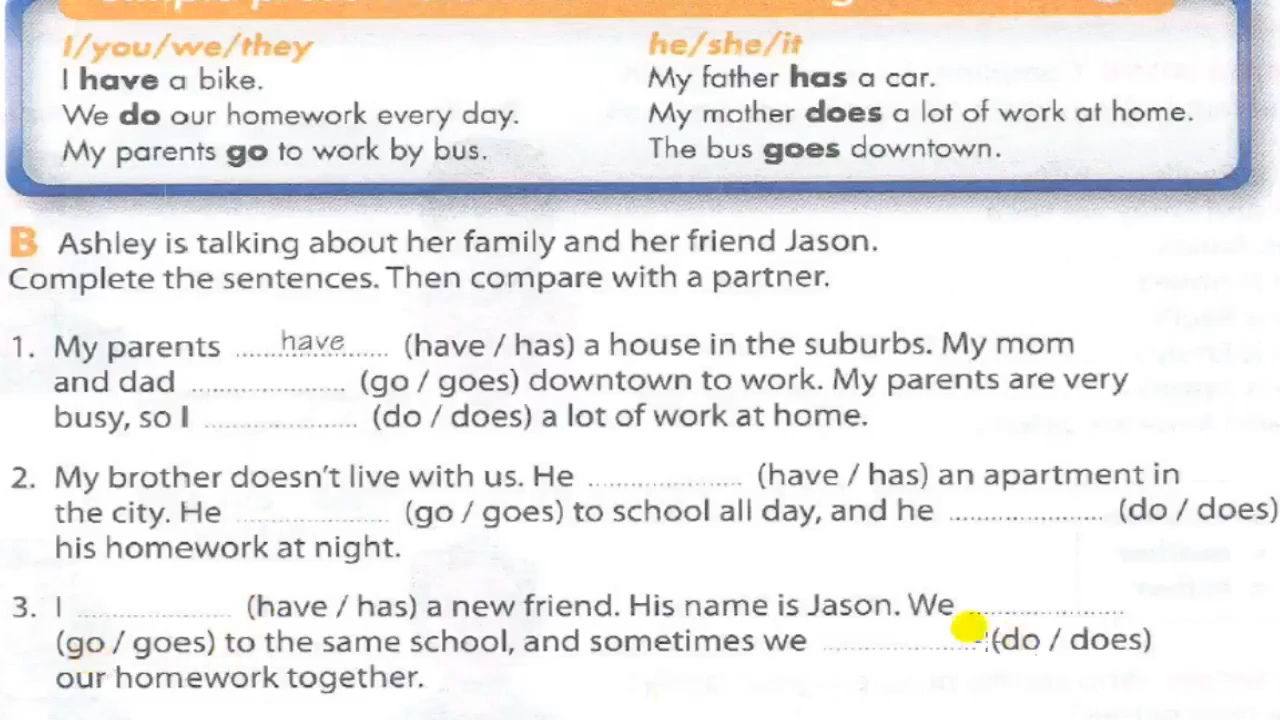 I/you/we/they he/she/it
I have a bike. My father has a car.
We do our homework every day. My mother does a lot of work at home.
My parents go to work by bus. The bus goes downtown.
B Ashley is talking about her family and her friend Jason.
Complete the sentences. Then compare with a partner.
1. My parents ......have...... (have / has) a house in the suburbs. My mom
and dad ............ (go / goes) downtown to work. My parents are very
busy, so I ............ (do / does) a lot of work at home.
2. My brother doesn't live with us. He ............ (have / has) an apartment in
the city. He ............ (go / goes) to school all day, and he ............ (do / does)
his homework at night.
3. I ............ (have / has) a new friend. His name is Jason. We ............
(go / goes) to the same school, and sometimes we ............ (do / does)
our homework together.